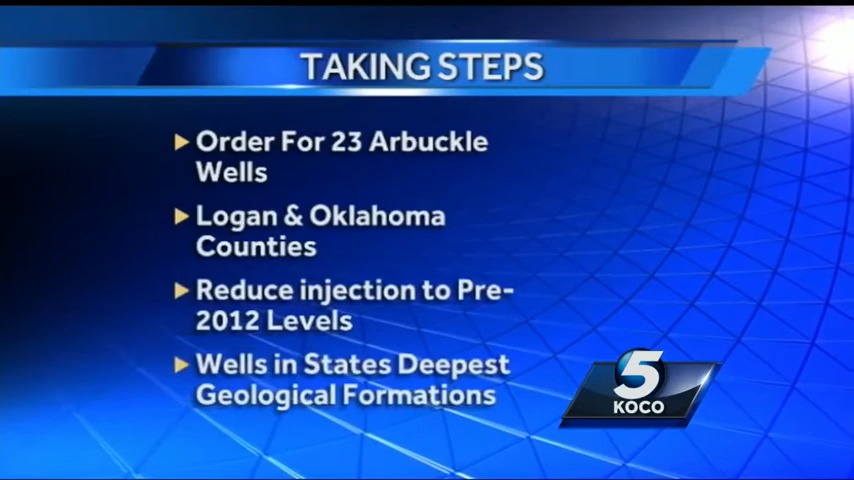 TAKING STEPS
Order For 23 Arbuckle
Wells
Logan & Oklahoma
Counties
Reduce injection to Pre-
2012 Levels
Wells in States Deepest
Geological Formations
5
KOCO